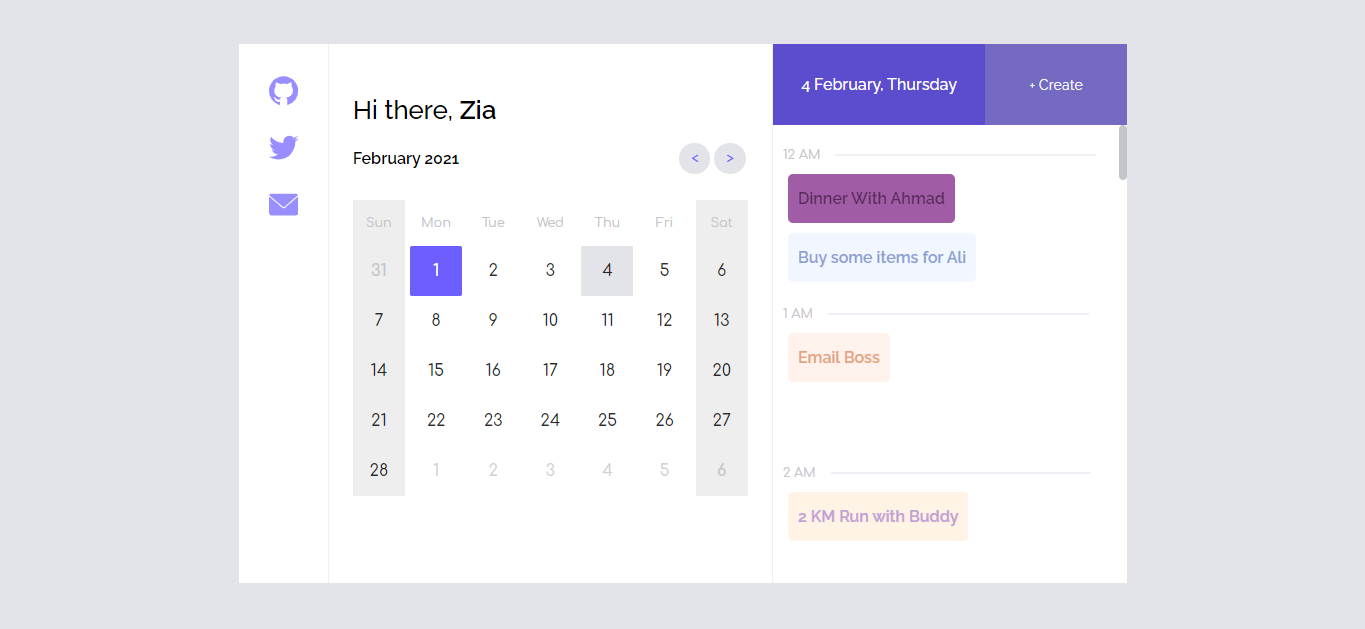 Hi there, Zia
February 2021
< >
Sun Mon Tue Wed Thu Fri Sat
31 1 2 3 4 5 6
7 8 9 10 11 12 13
14 15 16 17 18 19 20
21 22 23 24 25 26 27
28 1 2 3 4 5 6
4 February, Thursday
+ Create
12 AM
Dinner With Ahmad
Buy some items for Ali
1 AM
Email Boss
2 AM
2 KM Run with Buddy